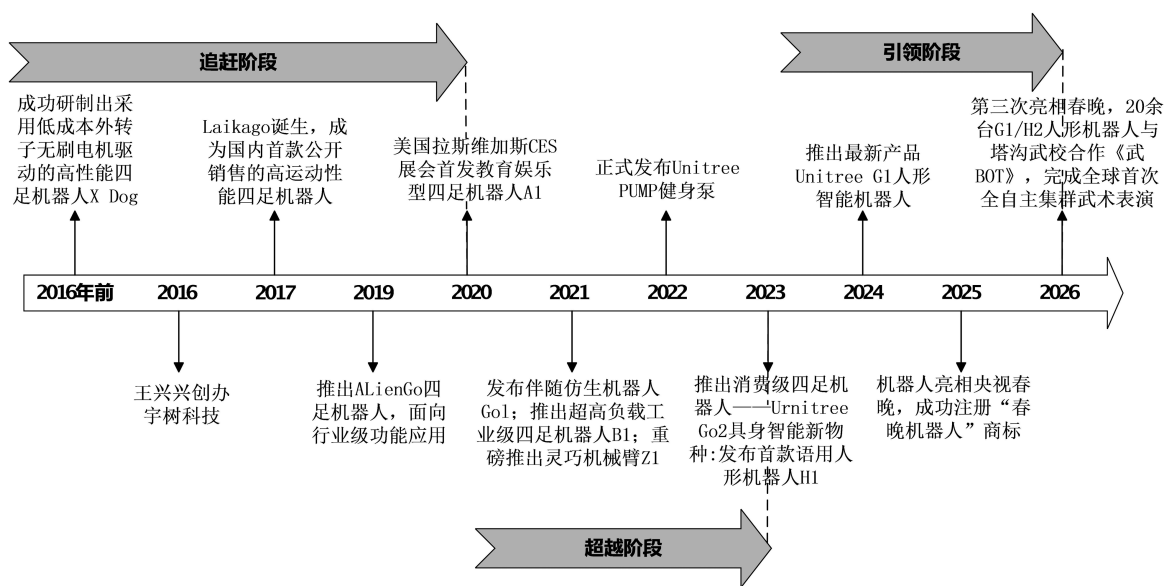 追赶阶段
引领阶段
成功研制出采
用低成本外转
子无刷电机驱
动的高性能四
足机器人X Dog
Laikago诞生，成
为国内首款公开
销售的高运动性
能四足机器人
美国拉斯维加斯CES
展会首发教育娱乐
型四足机器人A1
正式发布Unitree
PUMP健身泵
推出最新产品
Unitree G1人形
智能机器人
第三次亮相春晚，20余
台G1/H2人形机器人与
塔沟武校合作《武
BOT》，完成全球首次
全自主集群武术表演
2016年前 2016 2017 2019 2020 2021 2022 2023 2024 2025 2026
王兴兴创办
宇树科技
推出ALienGo四
足机器人，面向
行业级功能应用
发布伴随仿生机器人
Go1；推出超高负载工
业级四足机器人B1；重
磅推出灵巧机械臂Z1
推出消费级四足机
器人——Urnitree
Go2具身智能新物
种:发布首款语用人
形机器人H1
机器人亮相央视春
晚，成功注册“春
晚机器人”商标
超越阶段